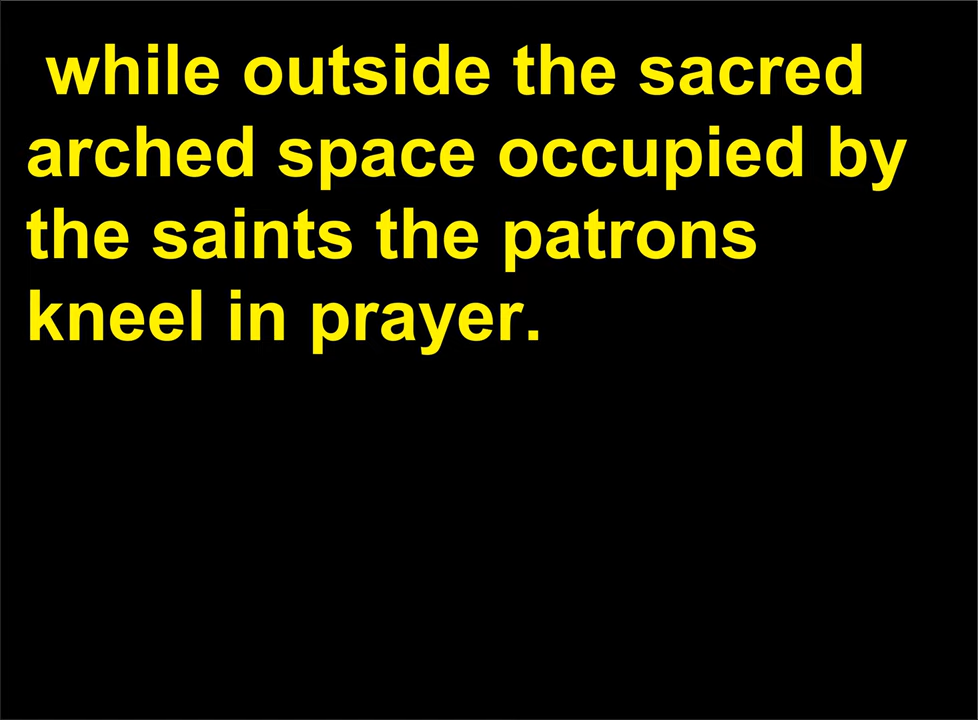 while outside the sacred
arched space occupied by
the saints the patrons
kneel in prayer.